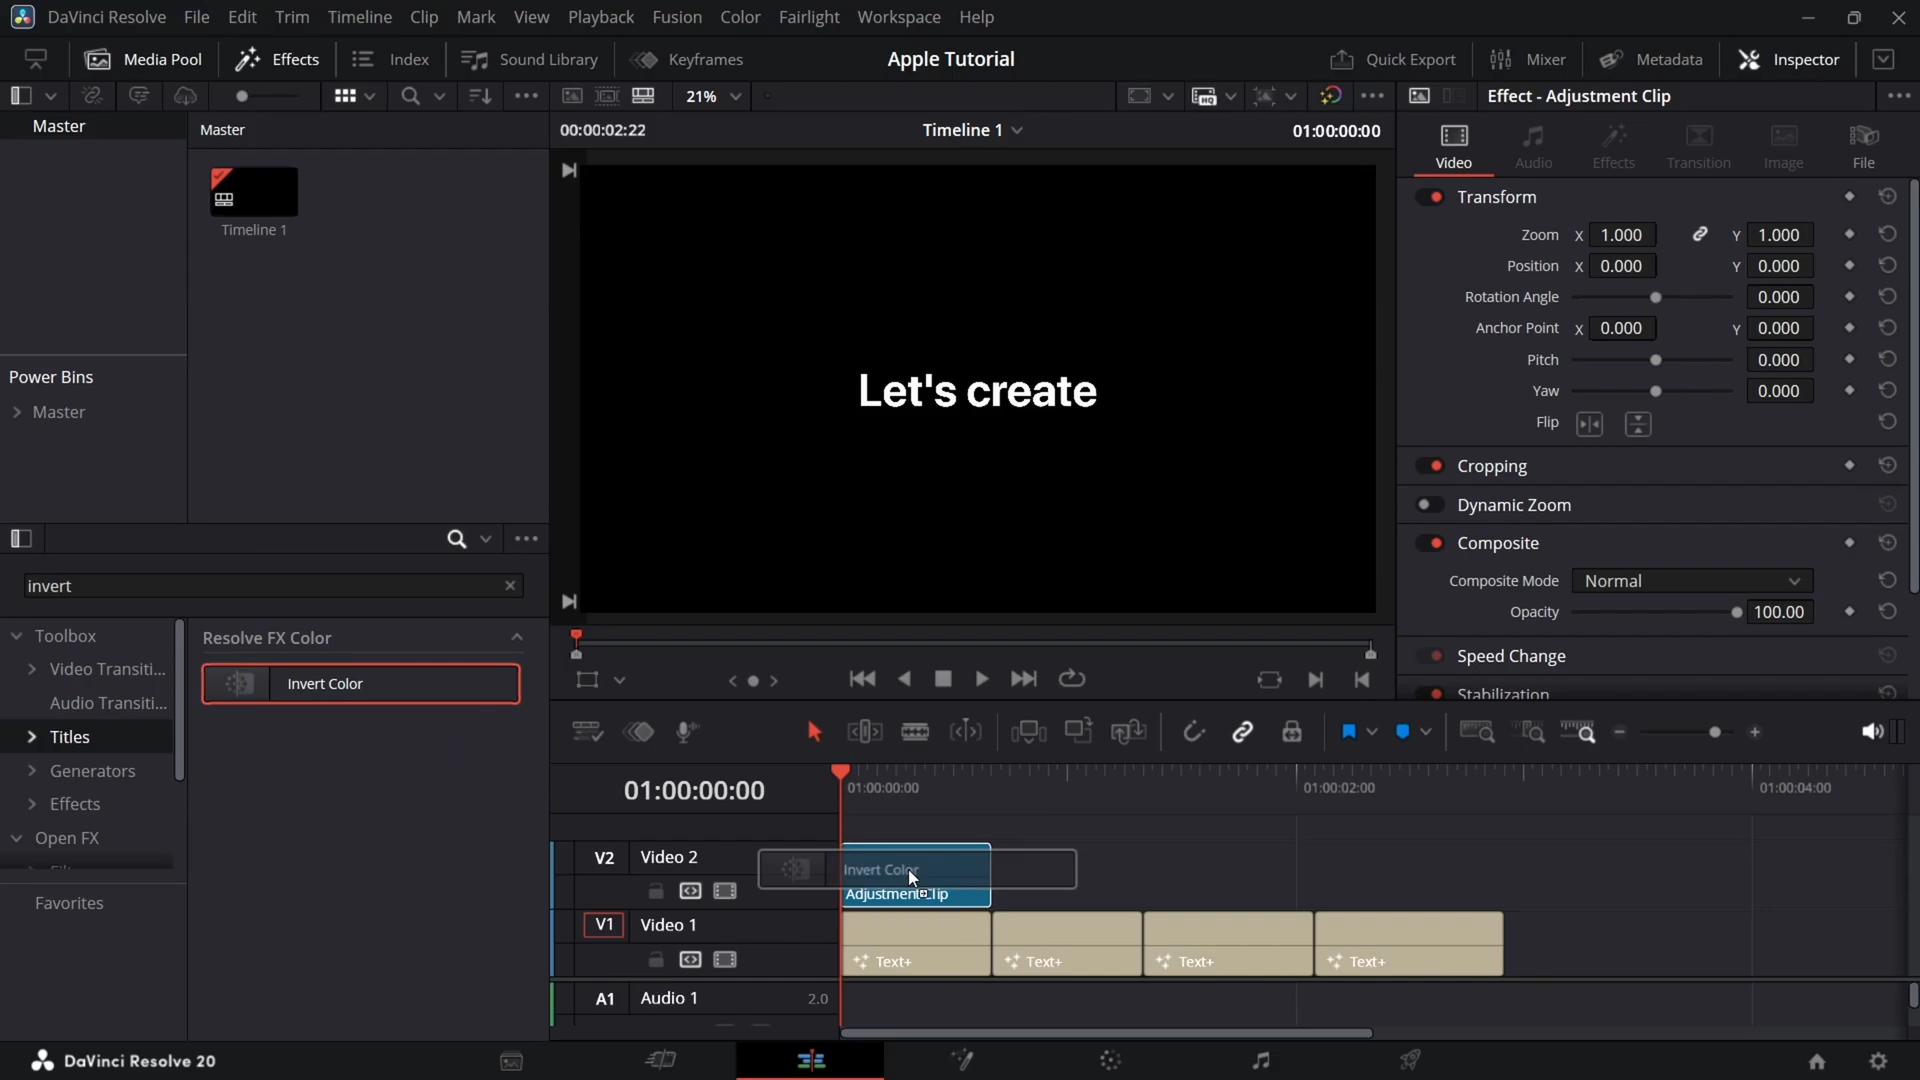 DaVinci Resolve File Edit Trim Timeline Clip Mark View Playback Fusion Color Fairlight Workspace Help
Media Pool Effects Index Sound Library Keyframes Apple Tutorial Quick Export Mixer Metadata Inspector
21% HQ Effect - Adjustment Clip
Master Master 00:00:02:22 Timeline 1 01:00:00:00
Video Audio Effects Transition Image File
Timeline 1
Power Bins
Master
Let's create
Transform
Zoom X 1.000 Y 1.000
Position X 0.000 Y 0.000
Rotation Angle 0.000
Anchor Point X 0.000 Y 0.000
Pitch 0.000
Yaw 0.000
Flip
Cropping
Dynamic Zoom
Composite
Composite Mode Normal
Opacity 100.00
Speed Change
Stabilization
invert
Toolbox
Video Transiti...
Audio Transiti...
Titles
Generators
Effects
Open FX
Favorites
Resolve FX Color
Invert Color
01:00:00:00 01:00:00:00 01:00:02:00 01:00:04:00
V2 Video 2
Invert Color
Adjustment Clip
V1 Video 1
Text+ Text+ Text+ Text+
A1 Audio 1 2.0
DaVinci Resolve 20